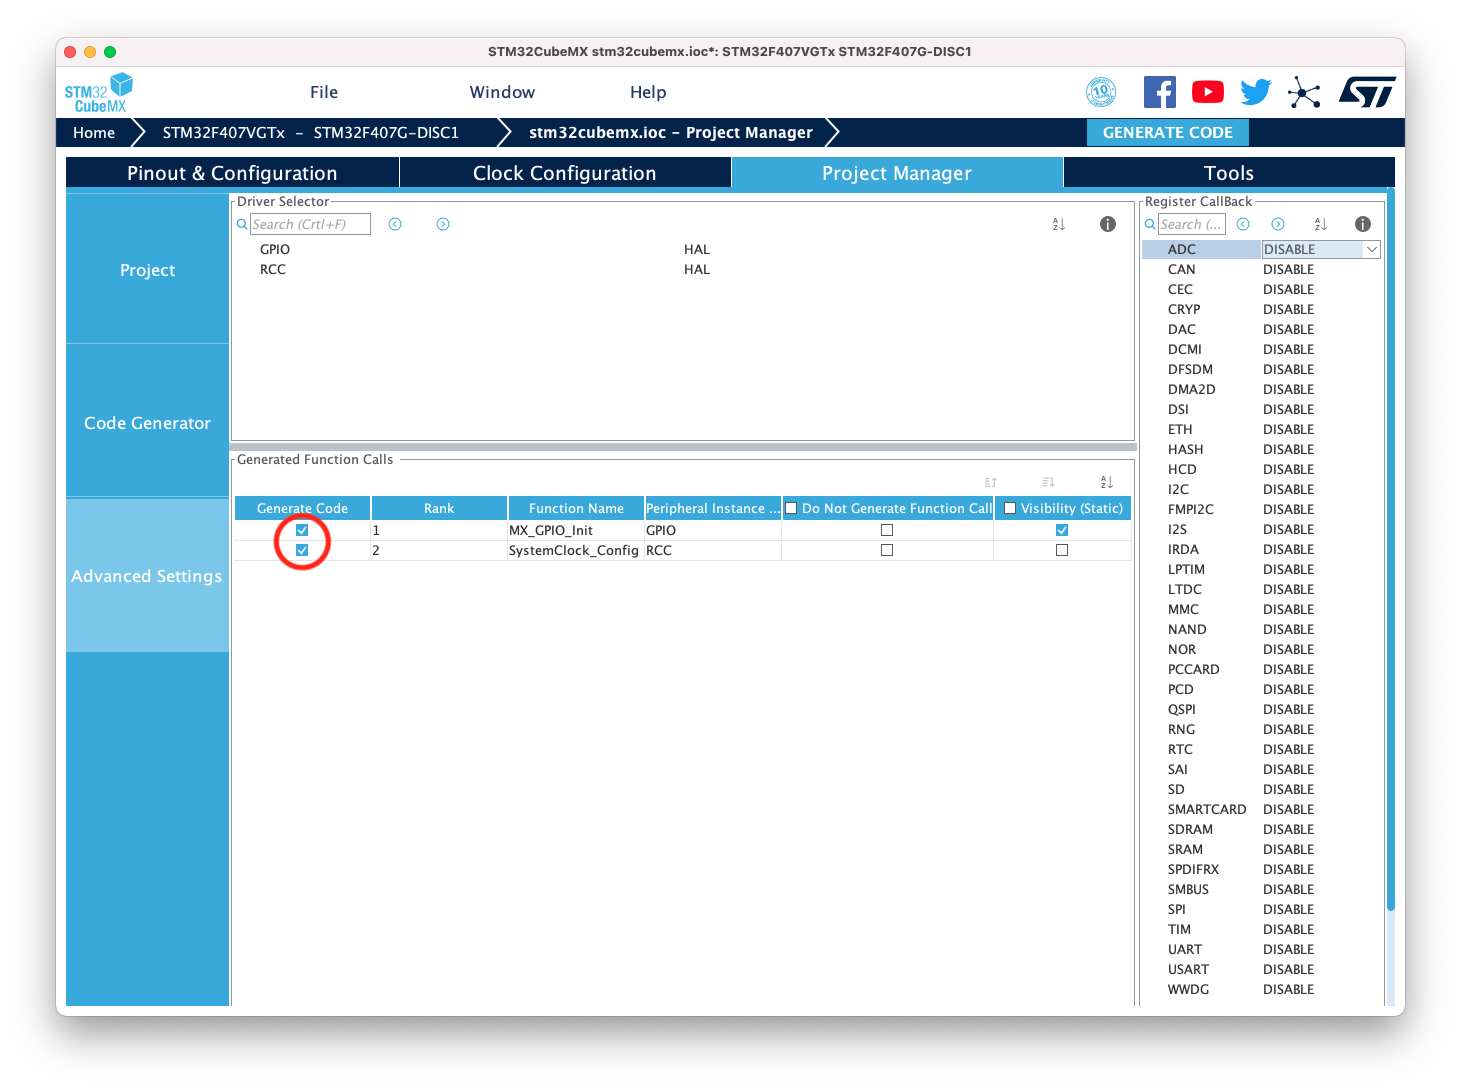 STM32CubeMX stm32cubemx.ioc*: STM32F407VGTx STM32F407G-DISC1
STM32
CubeMX
File
Window
Help
10
Home
STM32F407VGTx - STM32F407G-DISC1
stm32cubemx.ioc - Project Manager
GENERATE CODE
Pinout & Configuration
Clock Configuration
Project Manager
Tools
Project
Code Generator
Advanced Settings
Driver Selector
Search (Crtl+F)
GPIO HAL
RCC HAL
Generated Function Calls
Generate Code Rank Function Name Peripheral Instance ... Do Not Generate Function Call Visibility (Static)
1 MX_GPIO_Init GPIO
2 SystemClock_Config RCC
Register CallBack
Search (...
ADC DISABLE
CAN DISABLE
CEC DISABLE
CRYP DISABLE
DAC DISABLE
DCMI DISABLE
DFSDM DISABLE
DMA2D DISABLE
DSI DISABLE
ETH DISABLE
HASH DISABLE
HCD DISABLE
I2C DISABLE
FMPI2C DISABLE
I2S DISABLE
IRDA DISABLE
LPTIM DISABLE
LTDC DISABLE
MMC DISABLE
NAND DISABLE
NOR DISABLE
PCCARD DISABLE
PCD DISABLE
QSPI DISABLE
RNG DISABLE
RTC DISABLE
SAI DISABLE
SD DISABLE
SMARTCARD DISABLE
SDRAM DISABLE
SRAM DISABLE
SPDIFRX DISABLE
SMBUS DISABLE
SPI DISABLE
TIM DISABLE
UART DISABLE
USART DISABLE
WWDG DISABLE